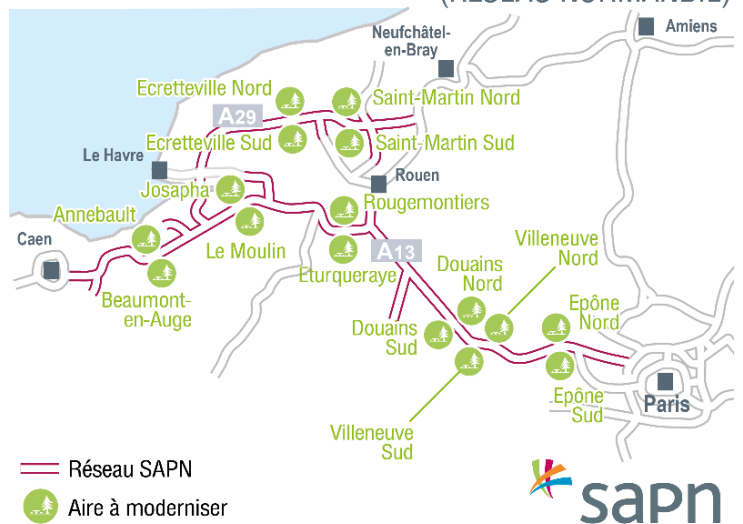 (RÉSEAU NORMANDIE)
Neufchâtel-
en-Bray
Amiens
Ecretteville Nord
Saint-Martin Nord
A29
Ecretteville Sud
Saint-Martin Sud
Le Havre
Josapha
Rouen
Annebault
Rougemontiers
Caen
Le Moulin
A13
Villeneuve
Nord
Beaumont-
en-Auge
Eturqueraye
Douains
Nord
Epône
Nord
Douains
Sud
Epône
Sud
Paris
Villeneuve
Sud
Réseau SAPN
Aire à moderniser
sapn